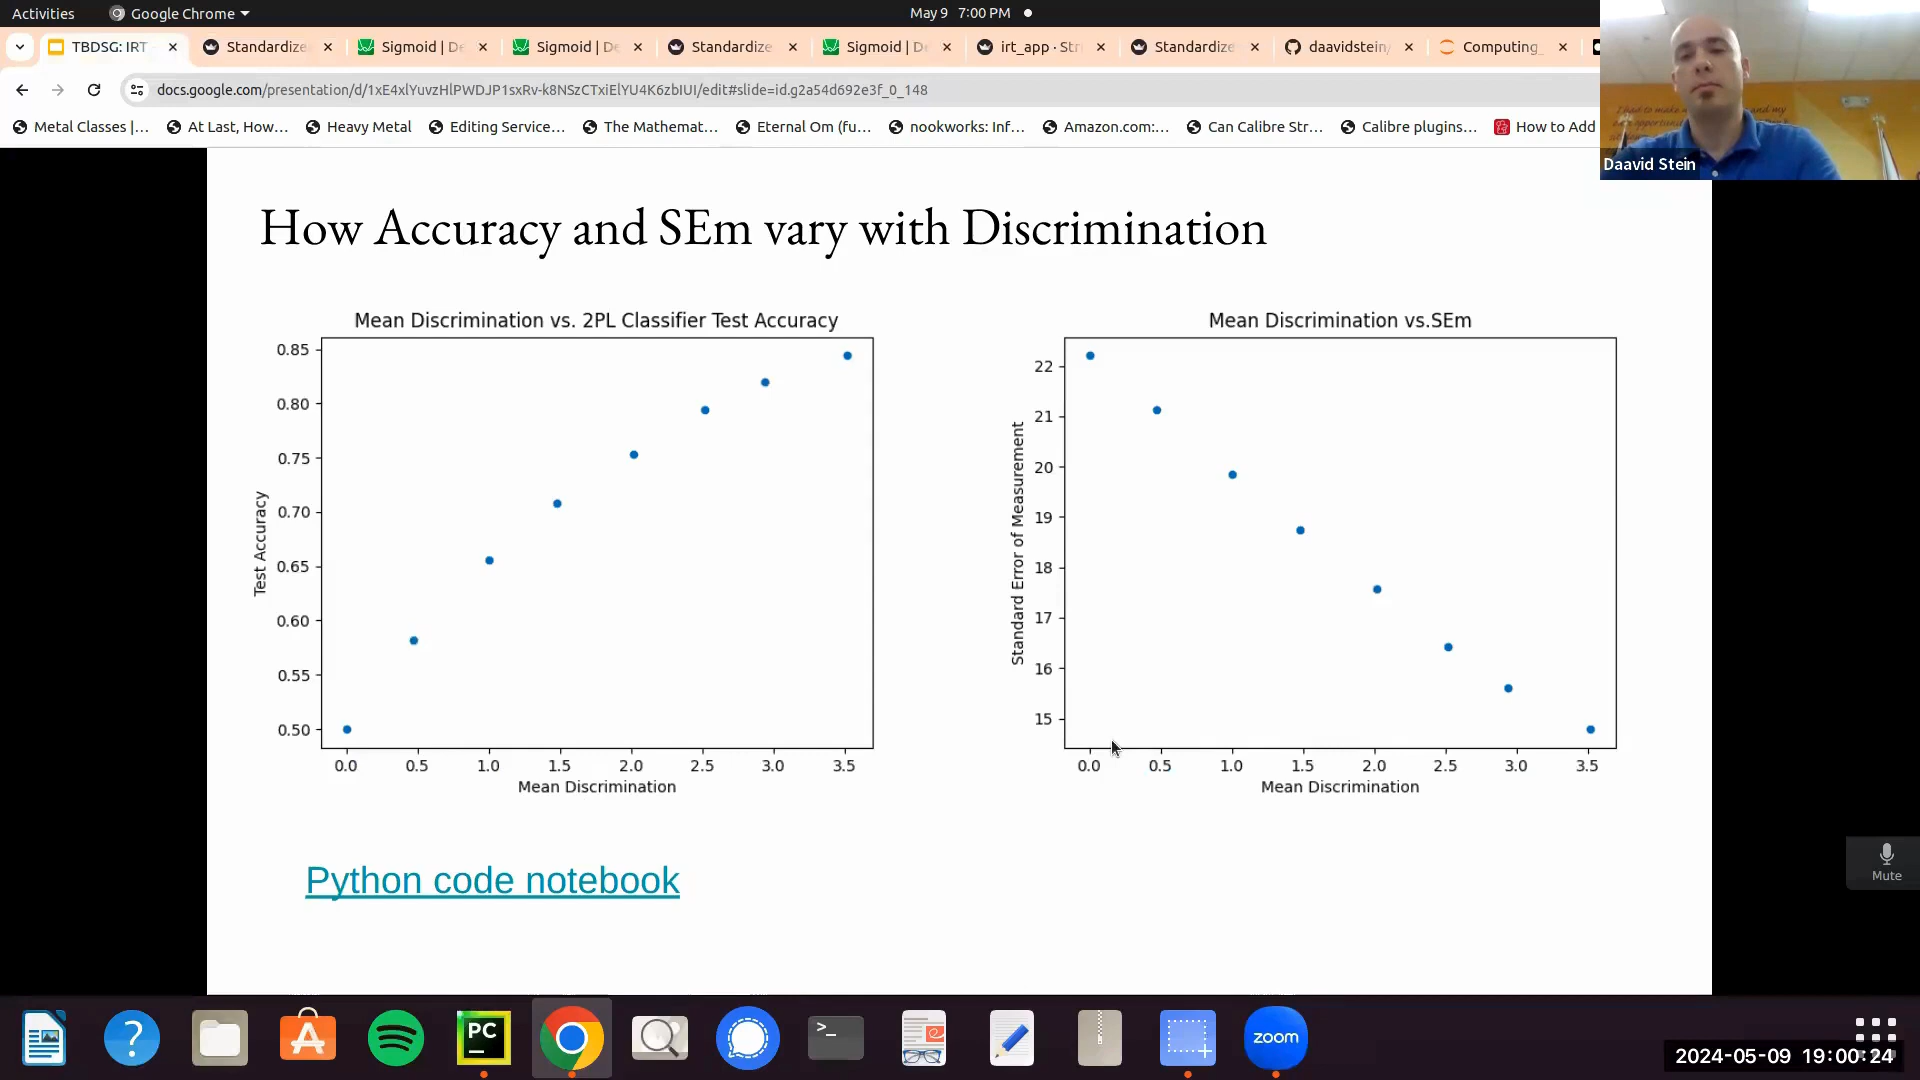 Activities
Google Chrome
May 9 7:00 PM
TBDSG: IRT
Standardize
Sigmoid | De
Sigmoid | De
Standardize
Sigmoid | De
irt_app · Str
Standardize
daavidstein/
Computing_
docs.google.com/presentation/d/1xE4xlYuvzHlPWDJP1sxRv-k8NSzCTxiElYU4K6zbIUI/edit#slide=id.g2a54d692e3f_0_148
Metal Classes |...
At Last, How...
Heavy Metal
Editing Service...
The Mathemat...
Eternal Om (fu...
nookworks: Inf...
Amazon.com:...
Can Calibre Str...
Calibre plugins...
How to Add
Daavid Stein
How Accuracy and SEm vary with Discrimination
Mean Discrimination vs. 2PL Classifier Test Accuracy
0.85
0.80
0.75
0.70
0.65
0.60
0.55
0.50
Test Accuracy
0.0 0.5 1.0 1.5 2.0 2.5 3.0 3.5
Mean Discrimination
Mean Discrimination vs.SEm
22
21
20
19
18
17
16
15
Standard Error of Measurement
0.0 0.5 1.0 1.5 2.0 2.5 3.0 3.5
Mean Discrimination
Python code notebook
Mute
PC
>_
zoom
2024-05-09 19:00:24